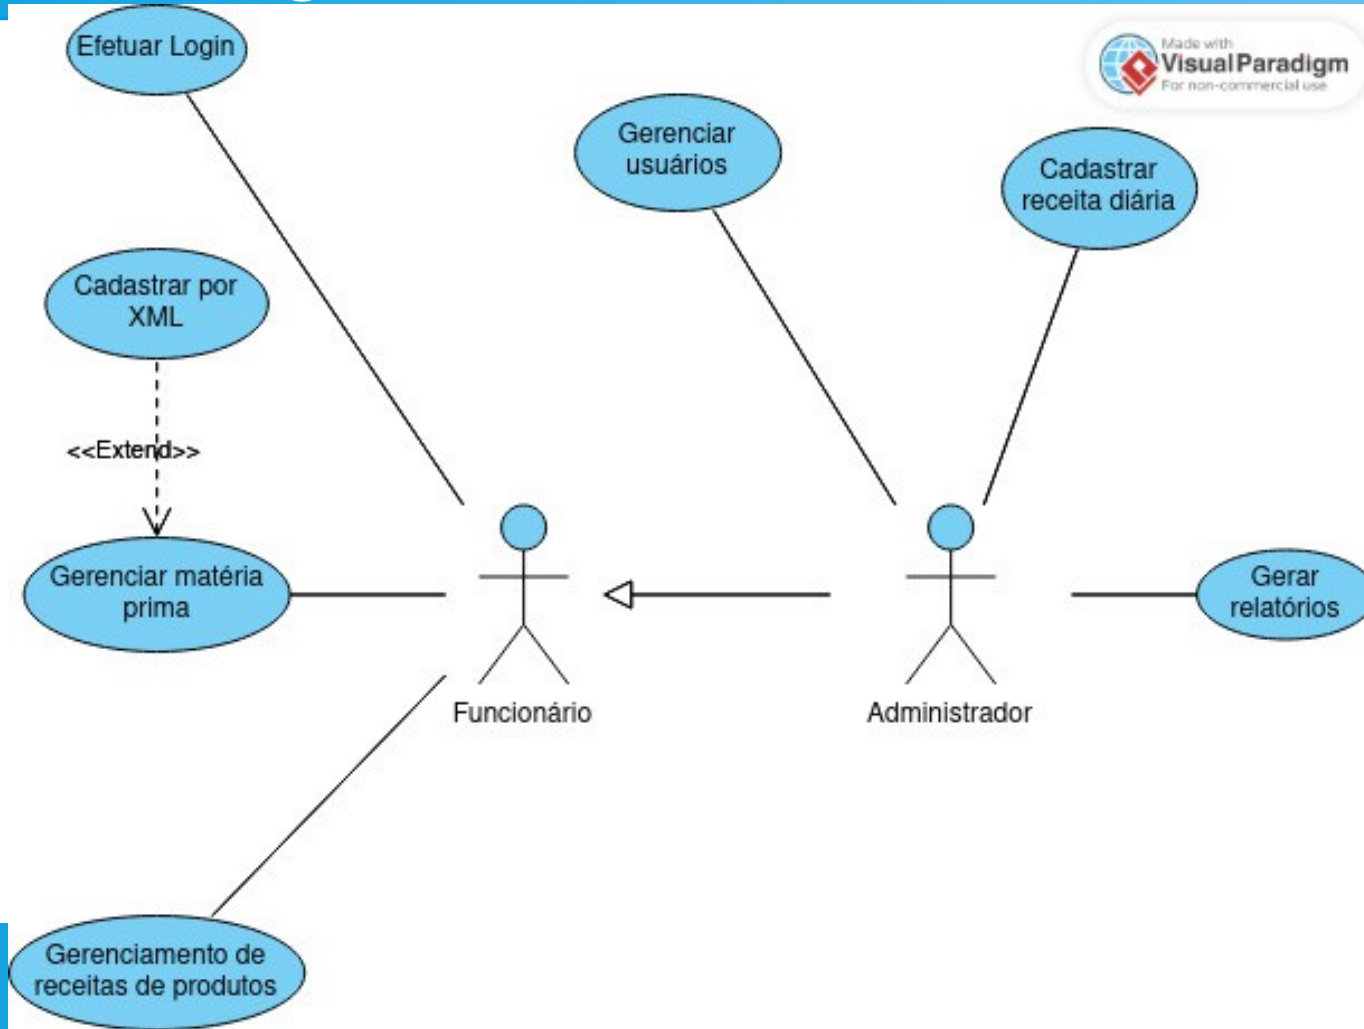 Efetuar Login
Made with
Visual Paradigm
For non-commercial use
Gerenciar
usuários
Cadastrar
receita diária
Cadastrar por
XML
<<Extend>>
Gerenciar matéria
prima
Gerar
relatórios
Funcionário
Administrador
Gerenciamento de
receitas de produtos